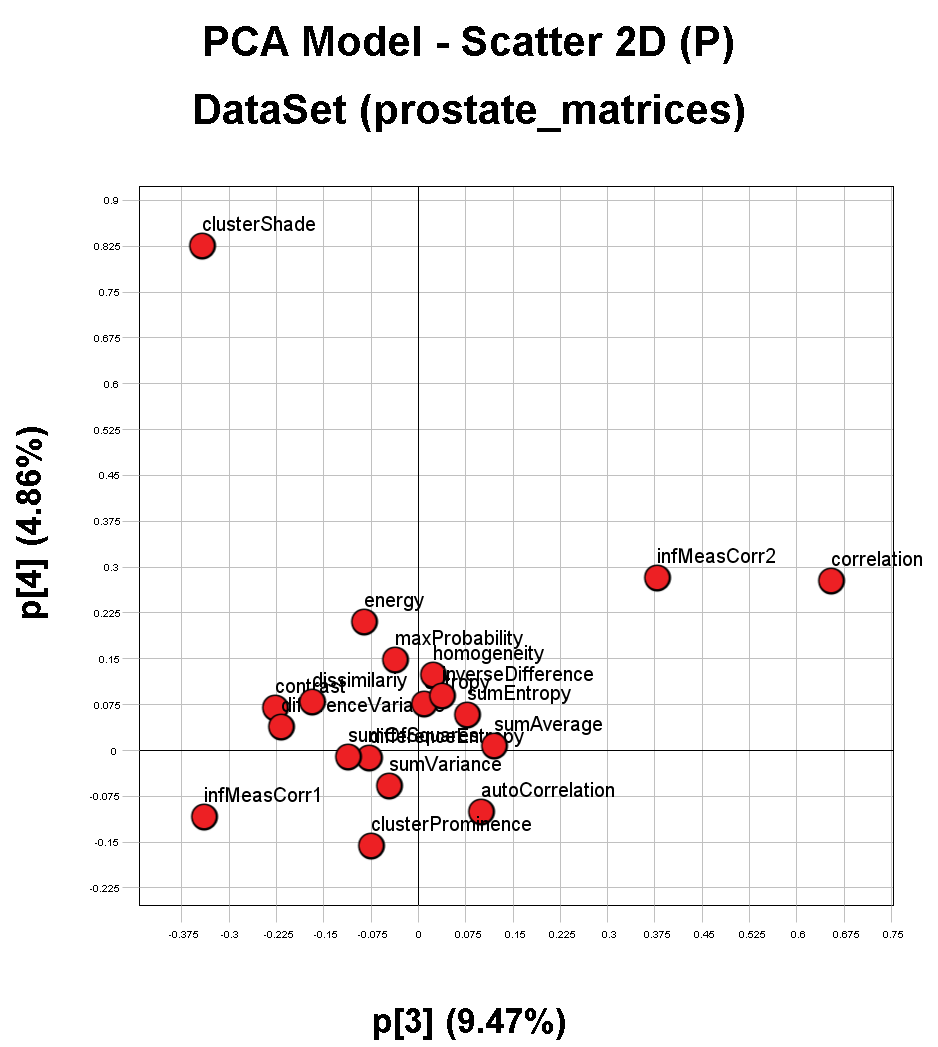 PCA Model - Scatter 2D (P)
DataSet (prostate_matrices)
0.9
clusterShade
0.825
0.75
0.675
0.6
0.525
0.45
0.375
0.3
0.225
0.15
0.075
0
-0.075
-0.15
-0.225
infMeasCorr2
correlation
energy
maxProbability
homogeneity
inverseDifference
dissimilariy
contrast
sumEntropy
differenceVariance
sumAverage
sumOfSquares
differenceEntropy
sumVariance
infMeasCorr1
autoCorrelation
clusterProminence
p[4] (4.86%)
-0.375 -0.3 -0.225 -0.15 -0.075 0 0.075 0.15 0.225 0.3 0.375 0.45 0.525 0.6 0.675 0.75
p[3] (9.47%)